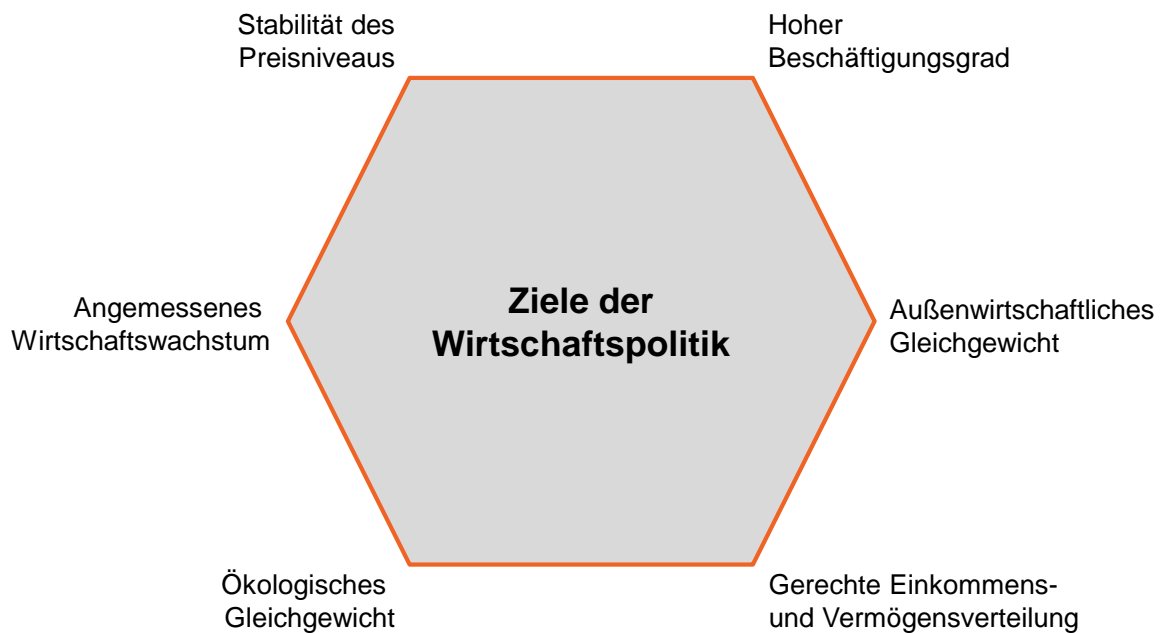 Stabilität des
Preisniveaus
Hoher
Beschäftigungsgrad
Angemessenes
Wirtschaftswachstum
Ziele der
Wirtschaftspolitik
Außenwirtschaftliches
Gleichgewicht
Ökologisches
Gleichgewicht
Gerechte Einkommens-
und Vermögensverteilung